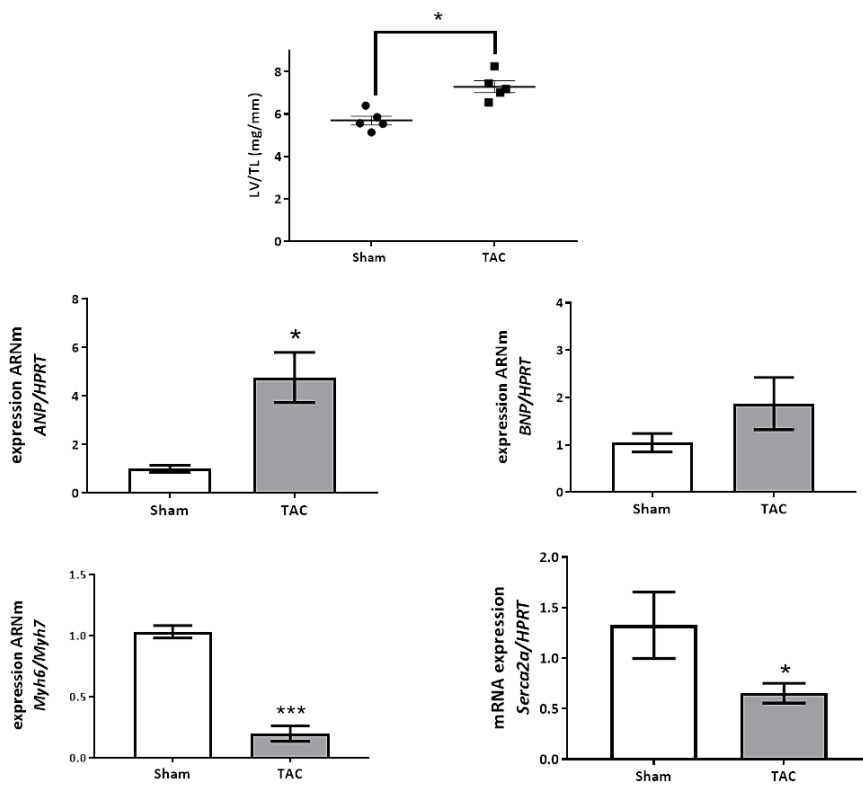 *
LV/TL (mg/mm)
8
6
4
2
0
Sham TAC
expression ARNm
ANP/HPRT
8
6
4
2
0
*
Sham TAC
expression ARNm
BNP/HPRT
4
3
2
1
0
Sham TAC
expression ARNm
Myh6/Myh7
1.5
1.0
0.5
0.0
***
Sham TAC
mRNA expression
Serca2a/HPRT
2.0
1.5
1.0
0.5
0.0
*
Sham TAC